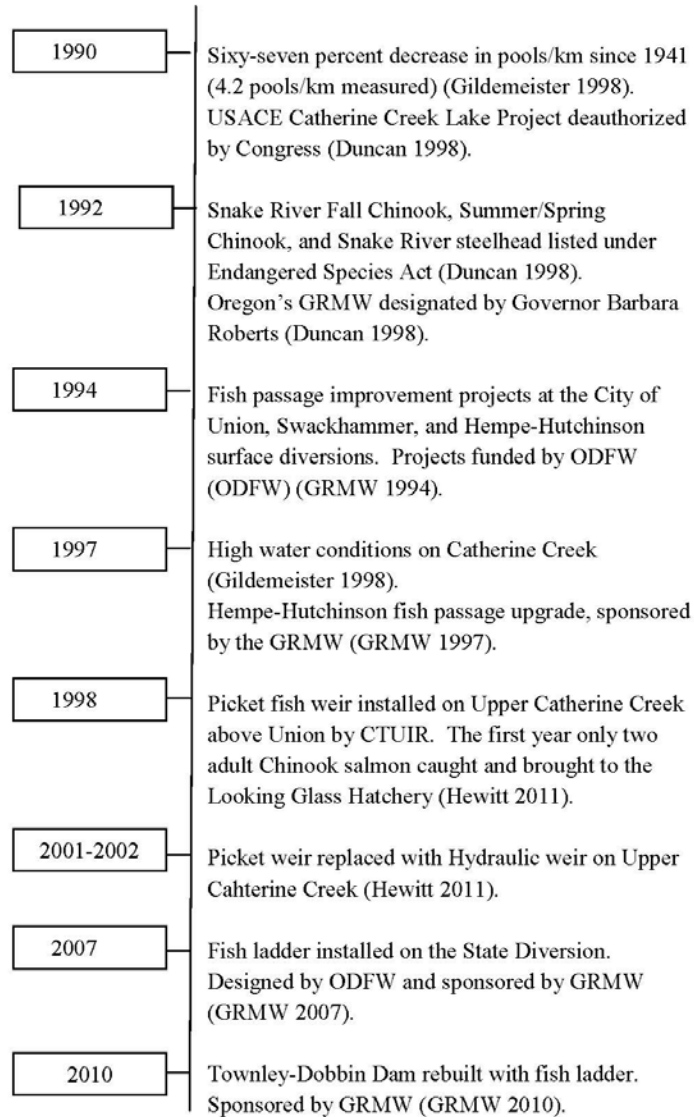 1990
Sixy-seven percent decrease in pools/km since 1941
(4.2 pools/km measured) (Gildemeister 1998).
USACE Catherine Creek Lake Project deauthorized
by Congress (Duncan 1998).
1992
Snake River Fall Chinook, Summer/Spring
Chinook, and Snake River steelhead listed under
Endangered Species Act (Duncan 1998).
Oregon's GRMW designated by Governor Barbara
Roberts (Duncan 1998).
1994
Fish passage improvement projects at the City of
Union, Swackhammer, and Hempe-Hutchinson
surface diversions. Projects funded by ODFW
(ODFW) (GRMW 1994).
1997
High water conditions on Catherine Creek
(Gildemeister 1998).
Hempe-Hutchinson fish passage upgrade, sponsored
by the GRMW (GRMW 1997).
1998
Picket fish weir installed on Upper Catherine Creek
above Union by CTUIR. The first year only two
adult Chinook salmon caught and brought to the
Looking Glass Hatchery (Hewitt 2011).
2001-2002
Picket weir replaced with Hydraulic weir on Upper
Cahterine Creek (Hewitt 2011).
2007
Fish ladder installed on the State Diversion.
Designed by ODFW and sponsored by GRMW
(GRMW 2007).
2010
Townley-Dobbin Dam rebuilt with fish ladder.
Sponsored by GRMW (GRMW 2010).